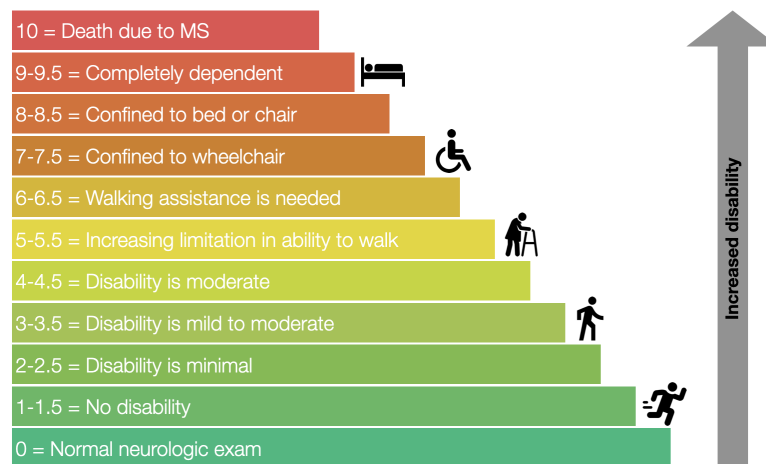 10 = Death due to MS
9-9.5 = Completely dependent
8-8.5 = Confined to bed or chair
7-7.5 = Confined to wheelchair
6-6.5 = Walking assistance is needed
5-5.5 = Increasing limitation in ability to walk
4-4.5 = Disability is moderate
3-3.5 = Disability is mild to moderate
2-2.5 = Disability is minimal
1-1.5 = No disability
0 = Normal neurologic exam
Increased disability